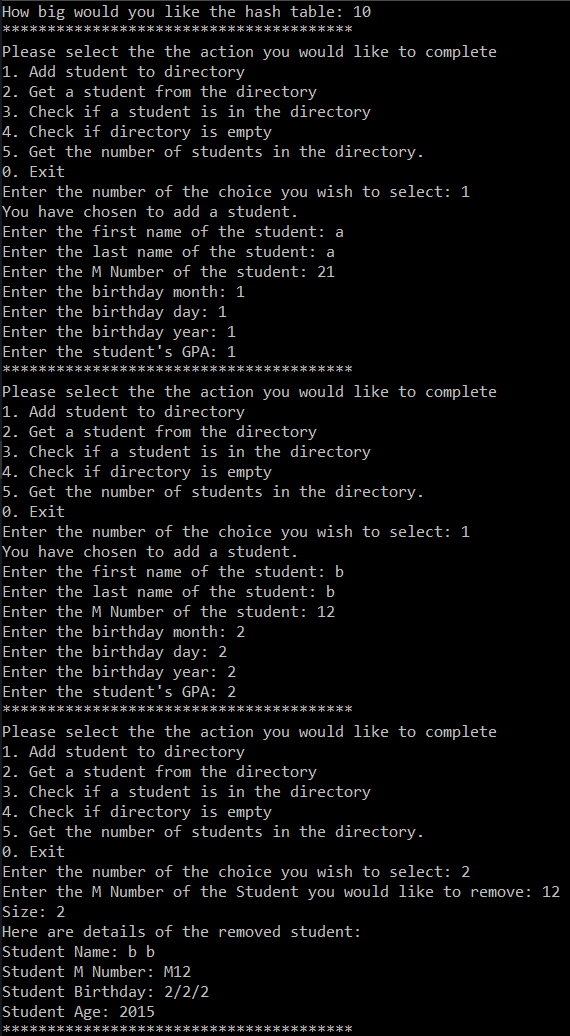 How big would you like the hash table: 10
***************************************
Please select the the action you would like to complete
1. Add student to directory
2. Get a student from the directory
3. Check if a student is in the directory
4. Check if directory is empty
5. Get the number of students in the directory.
0. Exit
Enter the number of the choice you wish to select: 1
You have chosen to add a student.
Enter the first name of the student: a
Enter the last name of the student: a
Enter the M Number of the student: 21
Enter the birthday month: 1
Enter the birthday day: 1
Enter the birthday year: 1
Enter the student's GPA: 1
***************************************
Please select the the action you would like to complete
1. Add student to directory
2. Get a student from the directory
3. Check if a student is in the directory
4. Check if directory is empty
5. Get the number of students in the directory.
0. Exit
Enter the number of the choice you wish to select: 1
You have chosen to add a student.
Enter the first name of the student: b
Enter the last name of the student: b
Enter the M Number of the student: 12
Enter the birthday month: 2
Enter the birthday day: 2
Enter the birthday year: 2
Enter the student's GPA: 2
***************************************
Please select the the action you would like to complete
1. Add student to directory
2. Get a student from the directory
3. Check if a student is in the directory
4. Check if directory is empty
5. Get the number of students in the directory.
0. Exit
Enter the number of the choice you wish to select: 2
Enter the M Number of the Student you would like to remove: 12
Size: 2
Here are details of the removed student:
Student Name: b b
Student M Number: M12
Student Birthday: 2/2/2
Student Age: 2015
***************************************